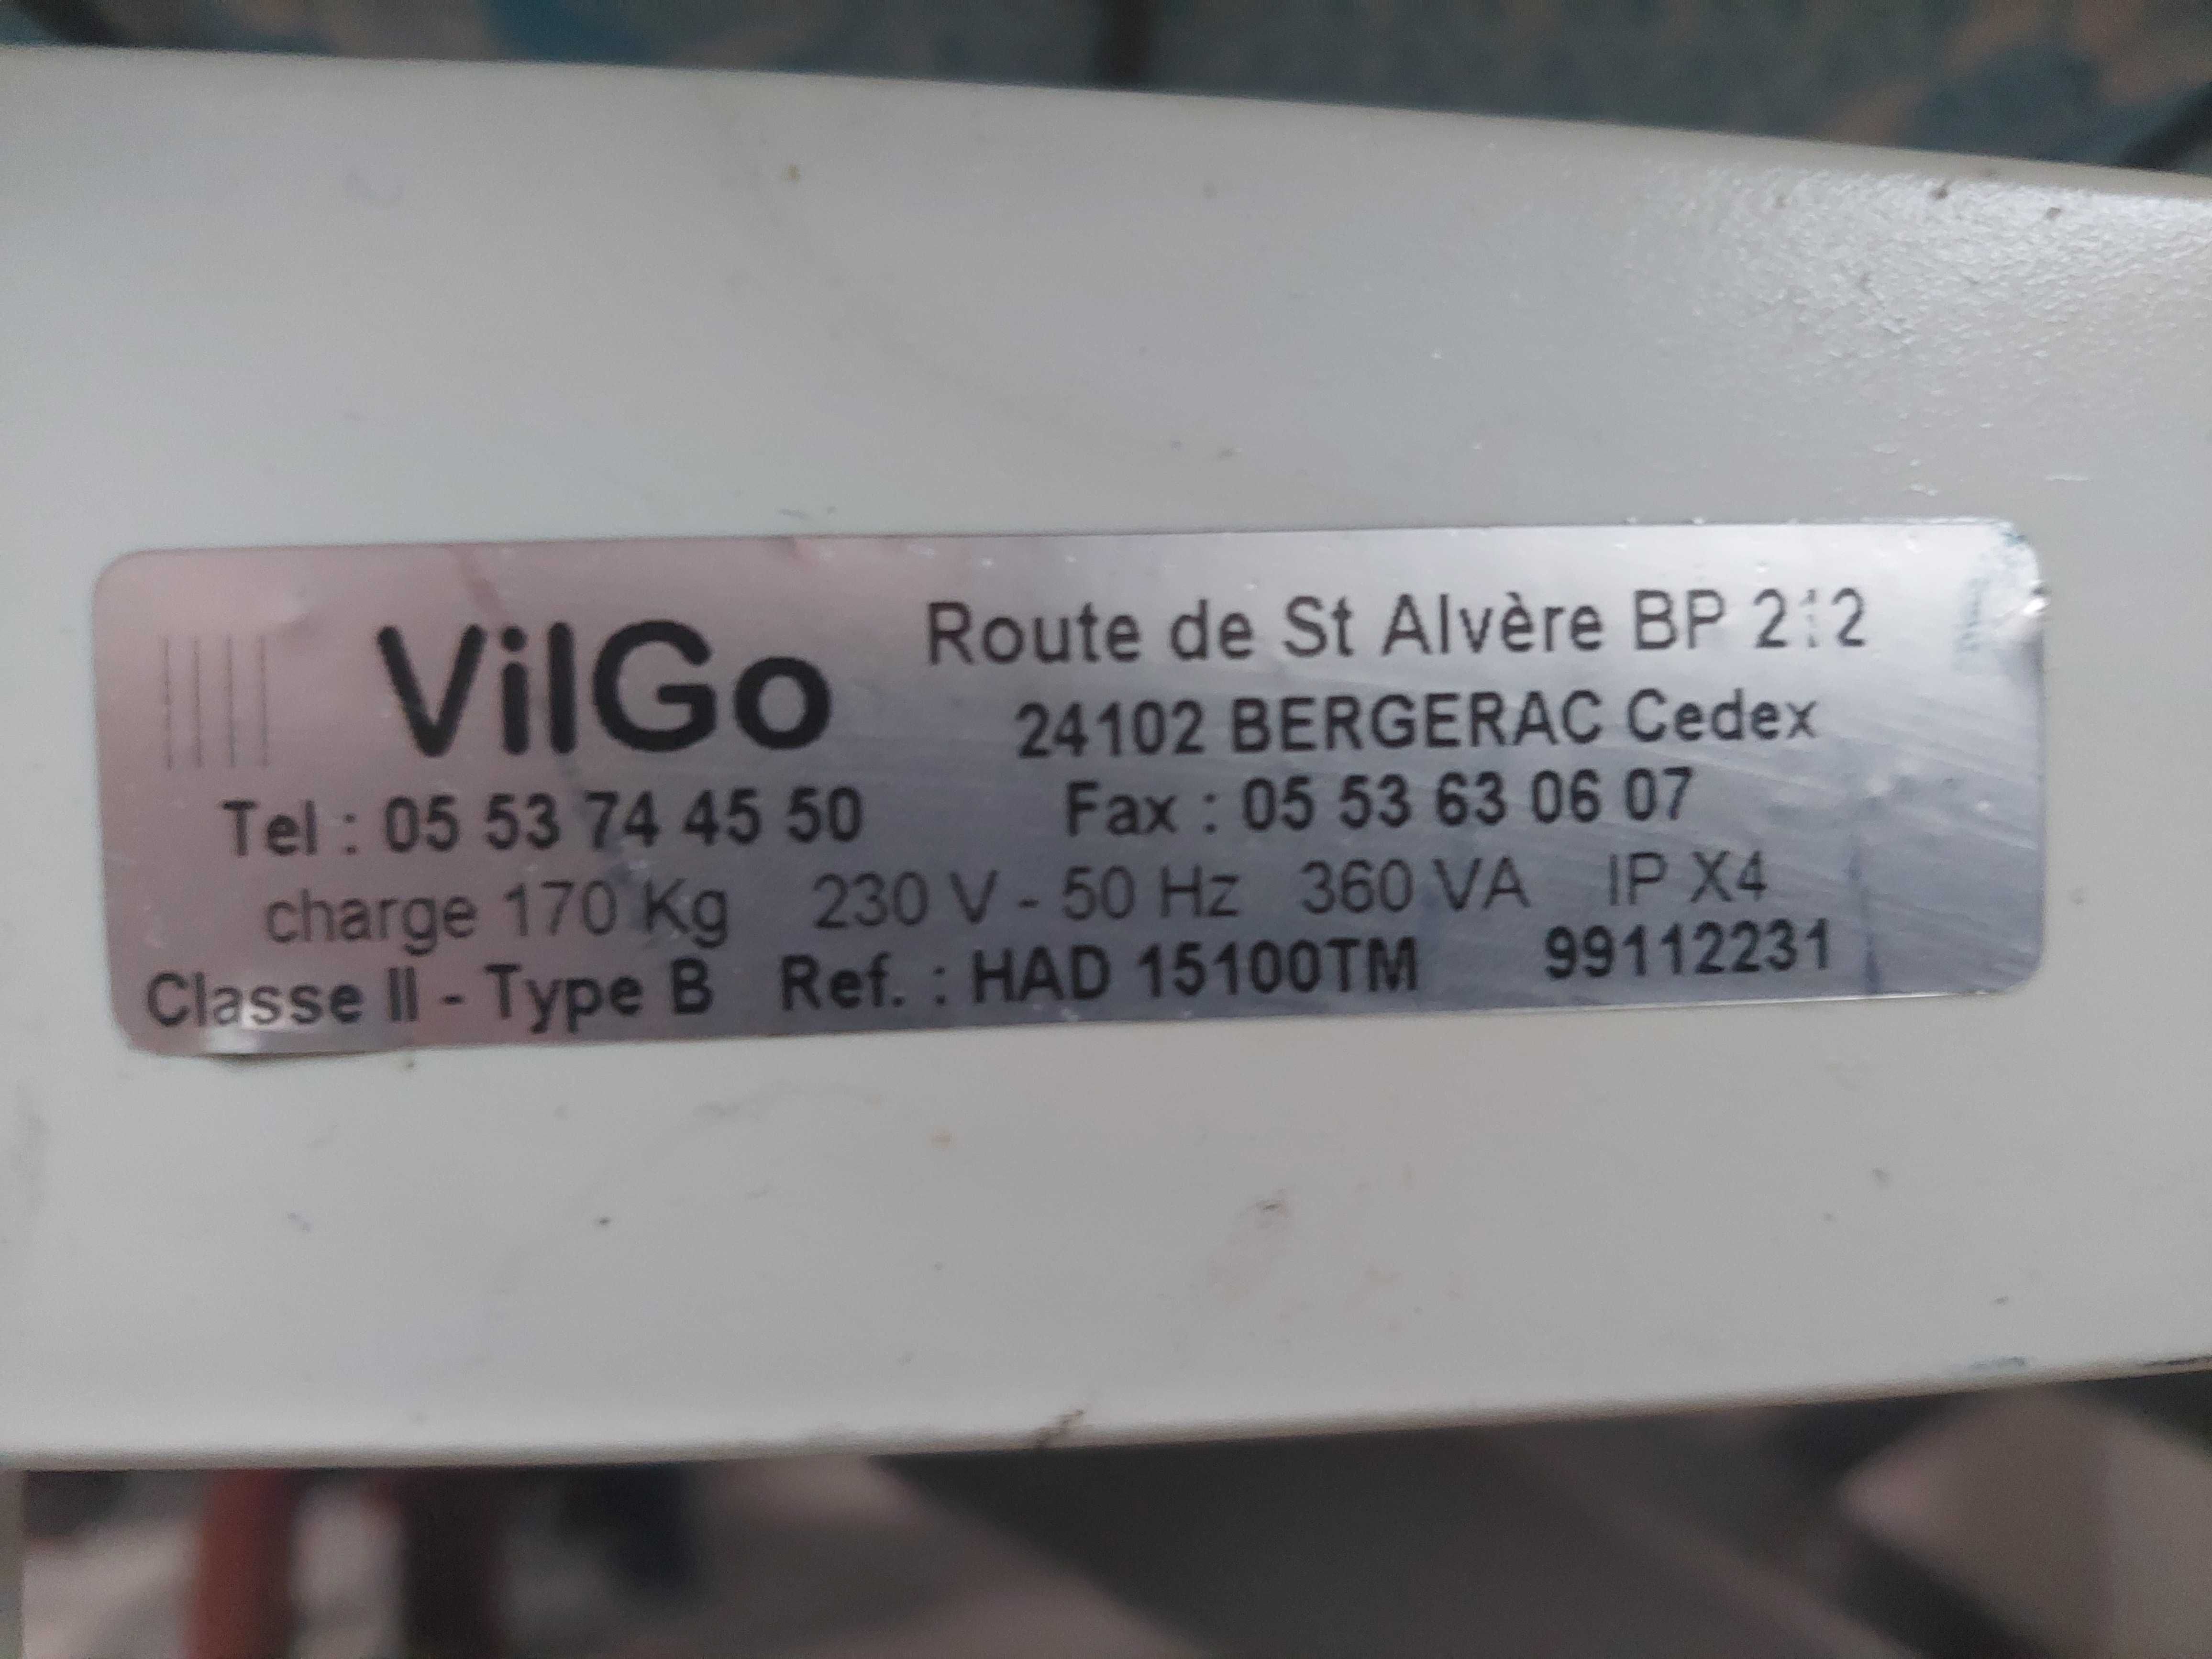 VilGo
Route de St Alvère BP 212
24102 BERGERAC Cedex
Tel : 05 53 74 45 50 Fax : 05 53 63 06 07
charge 170 Kg 230 V - 50 Hz 360 VA IP X4
Classe II - Type B Ref. : HAD 15100TM 99112231